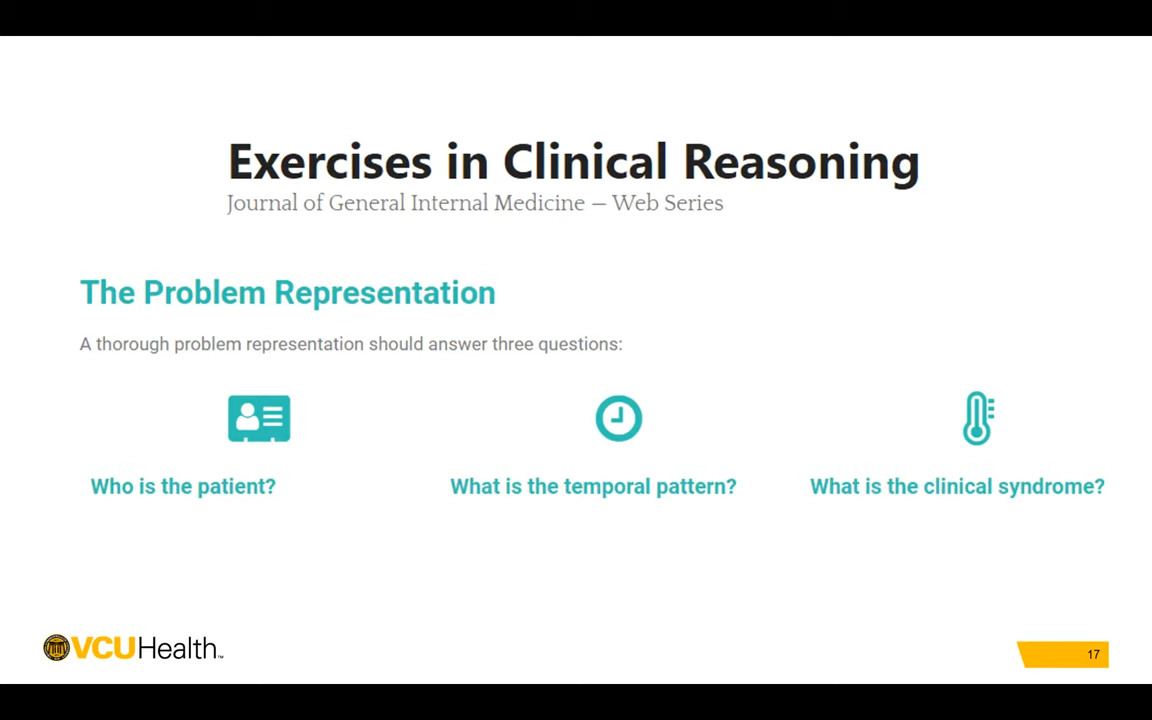 Exercises in Clinical Reasoning
Journal of General Internal Medicine — Web Series
The Problem Representation
A thorough problem representation should answer three questions:
Who is the patient?
What is the temporal pattern?
What is the clinical syndrome?
VCUHealth™
17